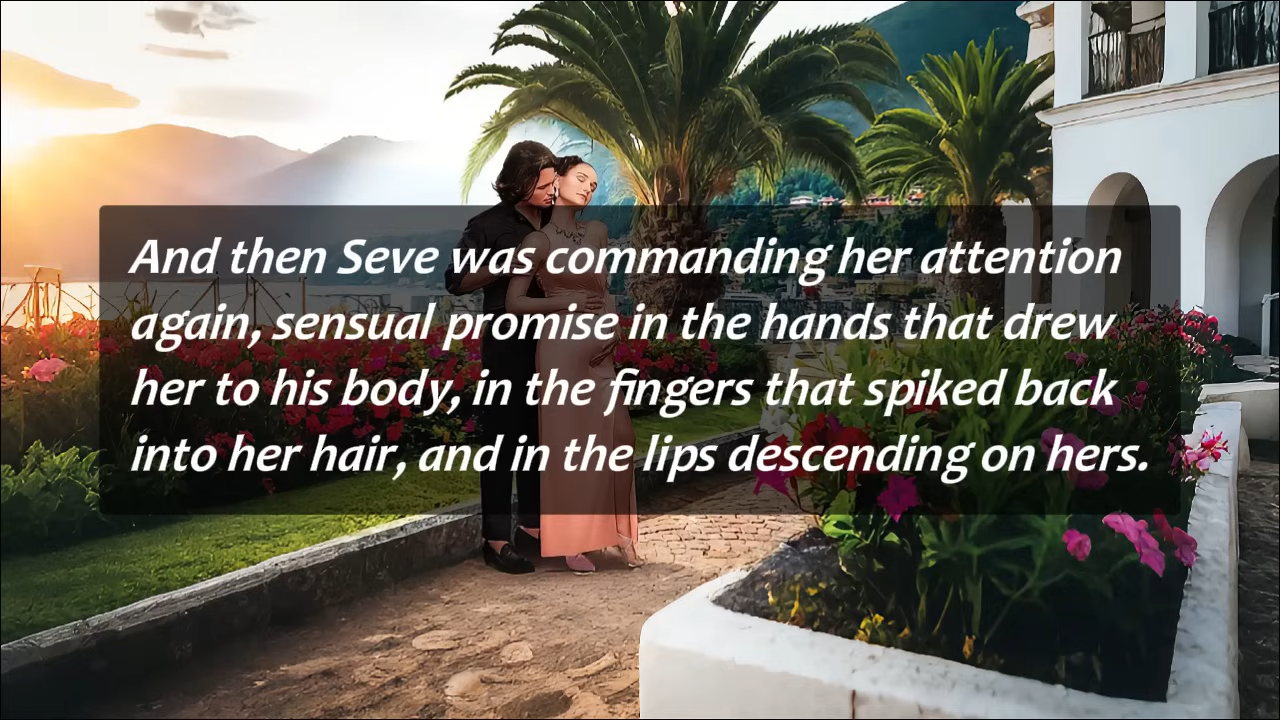 And then Seve was commanding her attention
again, sensual promise in the hands that drew
her to his body, in the fingers that spiked back
into her hair, and in the lips descending on hers.